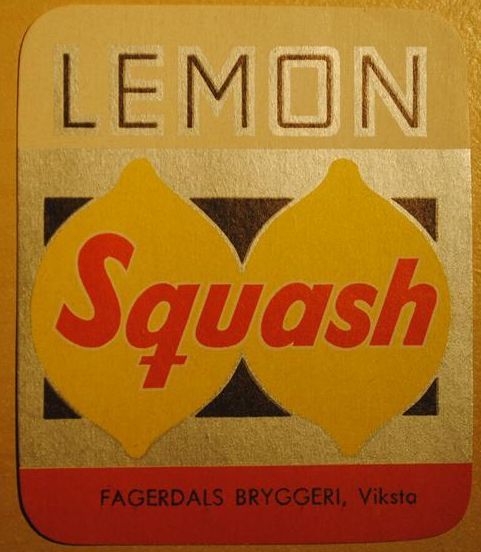 LEMON
Squash
FAGERDALS BRYGGERI, Viksta